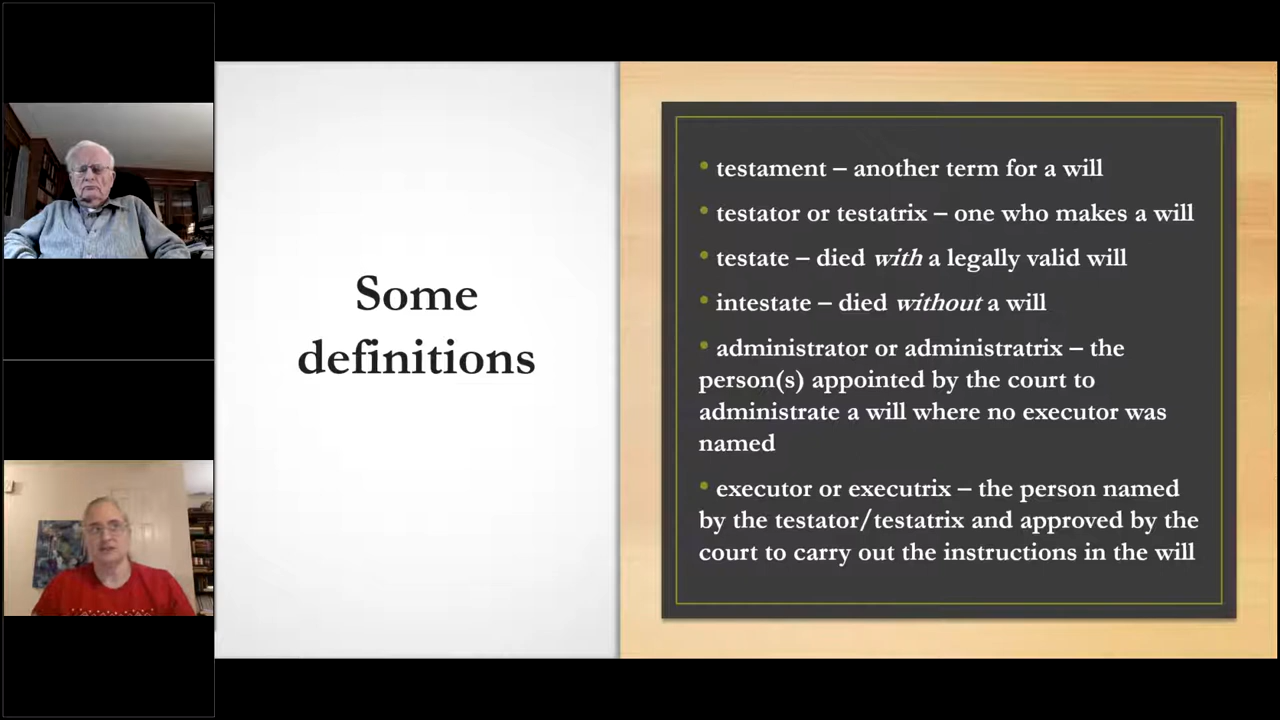 Some
definitions
• testament – another term for a will
• testator or testatrix – one who makes a will
• testate – died with a legally valid will
• intestate – died without a will
• administrator or administratrix – the
person(s) appointed by the court to
administrate a will where no executor was
named
• executor or executrix – the person named
by the testator/testatrix and approved by the
court to carry out the instructions in the will